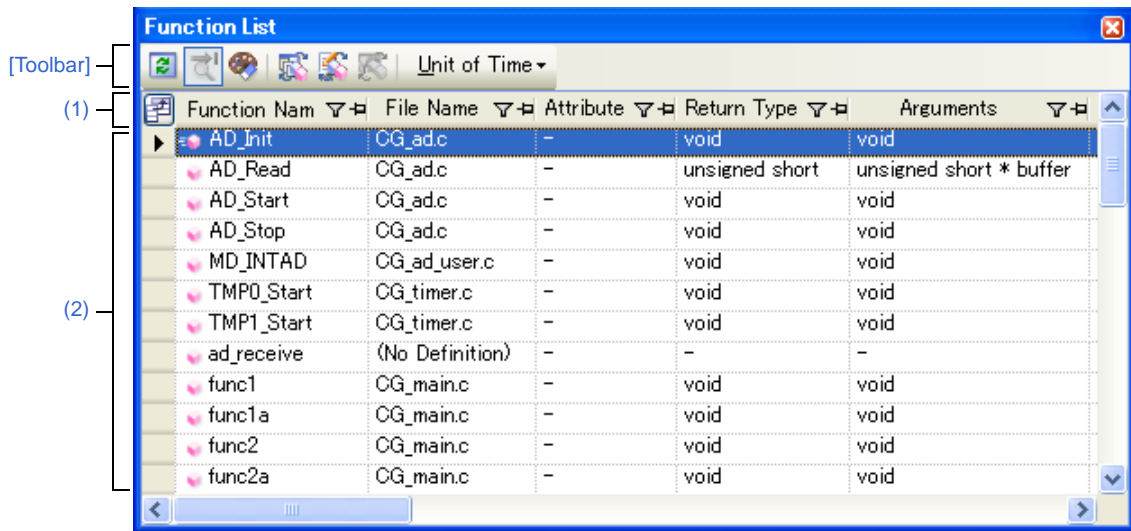 Function List
[Toolbar] Unit of Time
(1) Function Nam File Name Attribute Return Type Arguments
AD_Init CG_ad.c - void void
AD_Read CG_ad.c - unsigned short unsigned short * buffer
AD_Start CG_ad.c - void void
AD_Stop CG_ad.c - void void
MD_INTAD CG_ad_user.c - void void
(2) TMP0_Start CG_timer.c - void void
TMP1_Start CG_timer.c - void void
ad_receive (No Definition) - - -
func1 CG_main.c - void void
func1a CG_main.c - void void
func2 CG_main.c - void void
func2a CG_main.c - void void